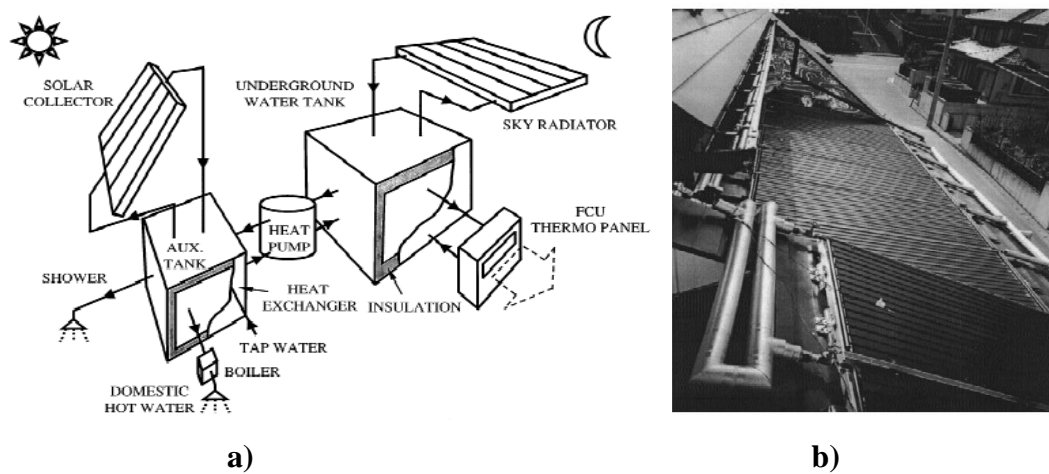 SOLAR
COLLECTOR
UNDERGROUND
WATER TANK
SKY RADIATOR
AUX.
TANK
HEAT
PUMP
FCU
THERMO PANEL
SHOWER
HEAT
EXCHANGER
INSULATION
TAP WATER
BOILER
DOMESTIC
HOT WATER
a)
b)